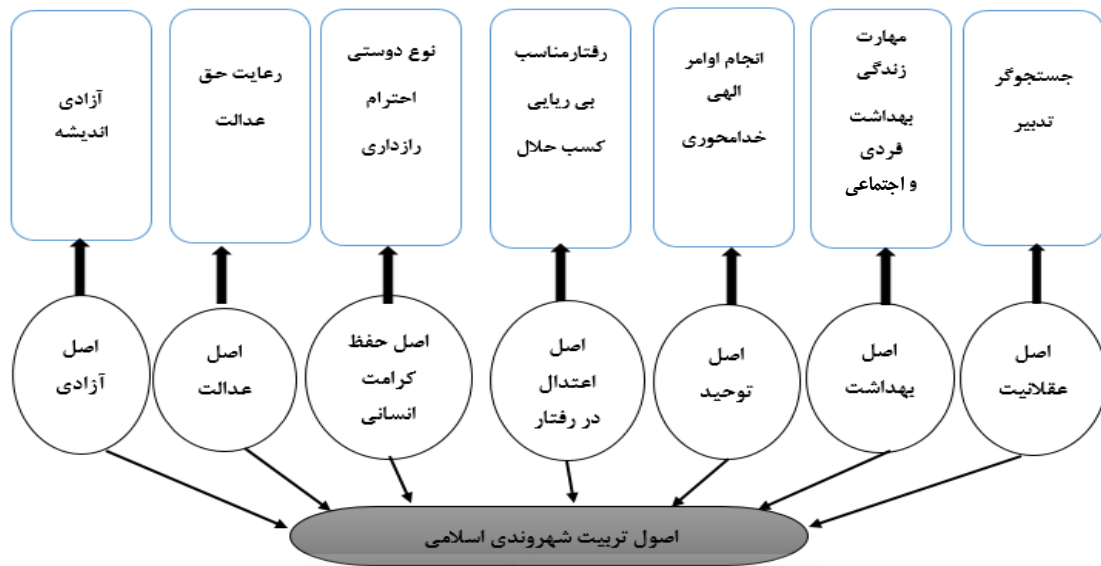 جستجوگر
تدبیر
مهارت
زندگی
بهداشت
فردی
و اجتماعی
انجام اوامر
الهی
خدامحوری
رفتارمناسب
بی ریایی
کسب حلال
نوع دوستی
احترام
رازداری
رعایت حق
عدالت
آزادی
اندیشه
اصل
عقلانیت
اصل
بهداشت
اصل
توحید
اصل
اعتدال
در رفتار
اصل حفظ
کرامت
انسانی
اصل
عدالت
اصل
آزادی
اصول تربیت شهروندی اسلامی